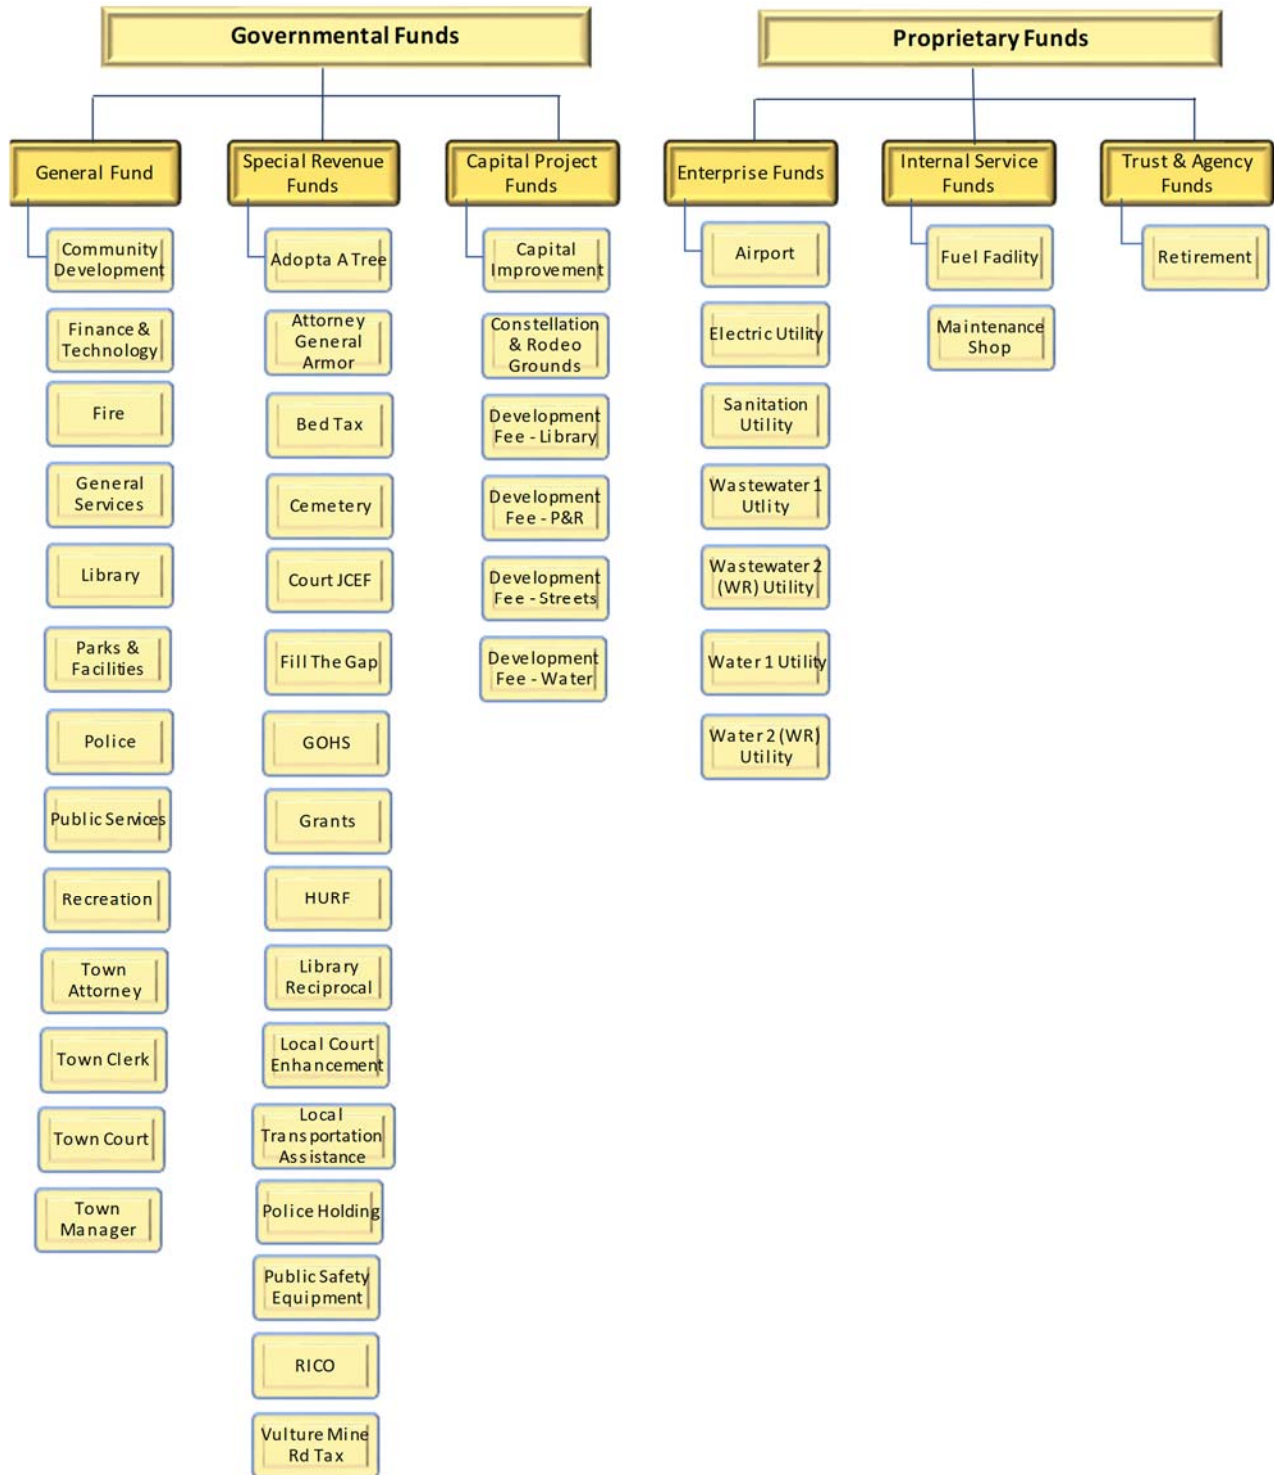 Governmental Funds
Proprietary Funds
General Fund
Special Revenue
Funds
Capital Project
Funds
Enterprise Funds
Internal Service
Funds
Trust & Agency
Funds
Community
Development
Finance &
Technology
Fire
General
Services
Library
Parks &
Facilities
Police
Public Services
Recreation
Town
Attorney
Town Clerk
Town Court
Town
Manager
Adopt a A Tree
Attorney
General
Armor
Bed Tax
Cemetery
Court JCEF
Fill The Gap
GOHS
Grants
HURF
Library
Reciprocal
Local Court
Enhancement
Local
Transportation
Assistance
Police Holding
Public Safety
Equipment
RICO
Vulture Mine
Rd Tax
Capital
Improvement
Constellation
& Rodeo
Grounds
Development
Fee - Library
Development
Fee - P&R
Development
Fee - Streets
Development
Fee - Water
Airport
Electric Utility
Sanitation
Utility
Wastewater 1
Utlity
Wastewater 2
(WR) Utility
Water 1 Utility
Water 2 (WR)
Utility
Fuel Facility
Maintenance
Shop
Retirement